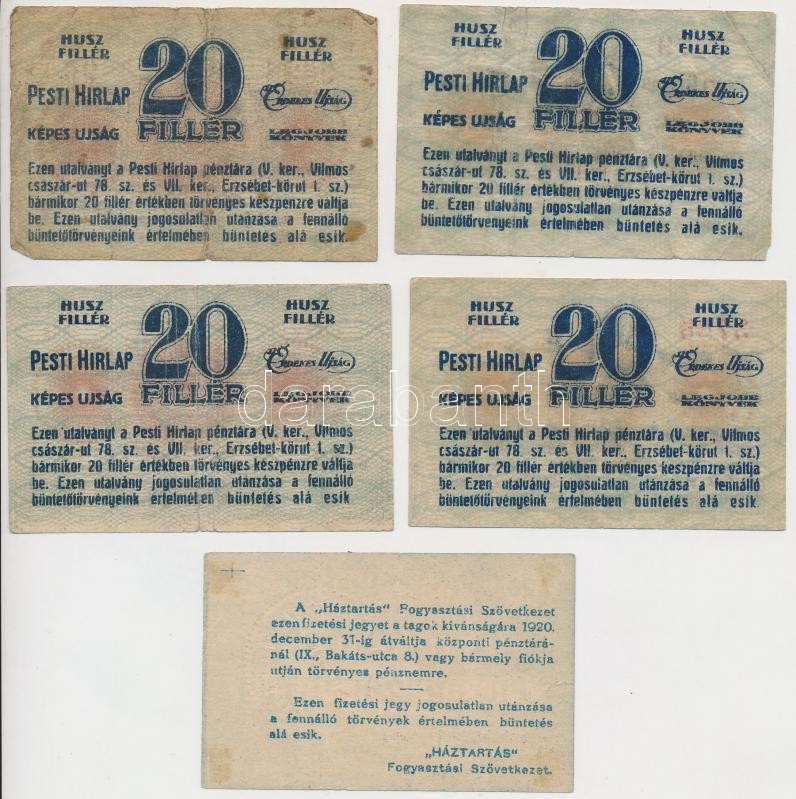 HUSZ FILLÉR 20 FILLÉR HUSZ FILLÉR
PESTI HIRLAP ÉRDEKES UJSÁG
KÉPES UJSÁG LEGJOBB KÖNYVEK
Ezen utalványt a Pesti Hirlap pénztára (V. ker., Vilmos
császár-ut 78. sz. és VII. ker., Erzsébet-körut 1. sz.)
bármikor 20 fillér értékben törvényes készpénzre váltja
be. Ezen utalvány jogosulatlan utánzása a fennálló
büntetőtörvényeink értelmében büntetés alá esik.
HUSZ FILLÉR 20 FILLÉR HUSZ FILLÉR
PESTI HIRLAP ÉRDEKES UJSÁG
KÉPES UJSÁG LEGJOBB KÖNYVEK
Ezen utalványt a Pesti Hirlap pénztára (V. ker., Vilmos
császár-ut 78. sz. és VII. ker., Erzsébet-körut 1. sz.)
bármikor 20 fillér értékben törvényes készpénzre váltja
be. Ezen utalvány jogosulatlan utánzása a fennálló
büntetőtörvényeink értelmében büntetés alá esik.
HUSZ FILLÉR 20 FILLÉR HUSZ FILLÉR
PESTI HIRLAP ÉRDEKES UJSÁG
KÉPES UJSÁG LEGJOBB KÖNYVEK
Ezen utalványt a Pesti Hirlap pénztára (V. ker., Vilmos
császár-ut 78. sz. és VII. ker., Erzsébet-körut 1. sz.)
bármikor 20 fillér értékben törvényes készpénzre váltja
be. Ezen utalvány jogosulatlan utánzása a fennálló
büntetőtörvényeink értelmében büntetés alá esik
HUSZ FILLÉR 20 FILLÉR HUSZ FILLÉR
PESTI HIRLAP ÉRDEKES UJSÁG
KÉPES UJSÁG LEGJOBB KÖNYVEK
Ezen utalványt a Pesti Hirlap pénztára (V. ker., Vilmos
császár-ut 78. sz. és VII. ker., Erzsébet-körut 1. sz.)
bármikor 20 fillér értékben törvényes készpénzre váltja
be. Ezen utalvány jogosulatlan utánzása a fennálló
büntetőtörvényeink értelmében büntetés alá esik.
darabanth
A „Háztartás" Fogyasztási Szövetkezet
ezen fizetési jegyet a tagok kivánságára 1920.
december 31-ig átváltja központi pénztárá-
nál (IX., Bakáts-utca 8.) vagy bármely fiókja
utján törvényes pénznemre.
Ezen fizetési jegy jogosulatlan utánzása
a fennálló törvények értelmében büntetés
alá esik.
„HÁZTARTÁS"
Fogyasztási Szövetkezet.